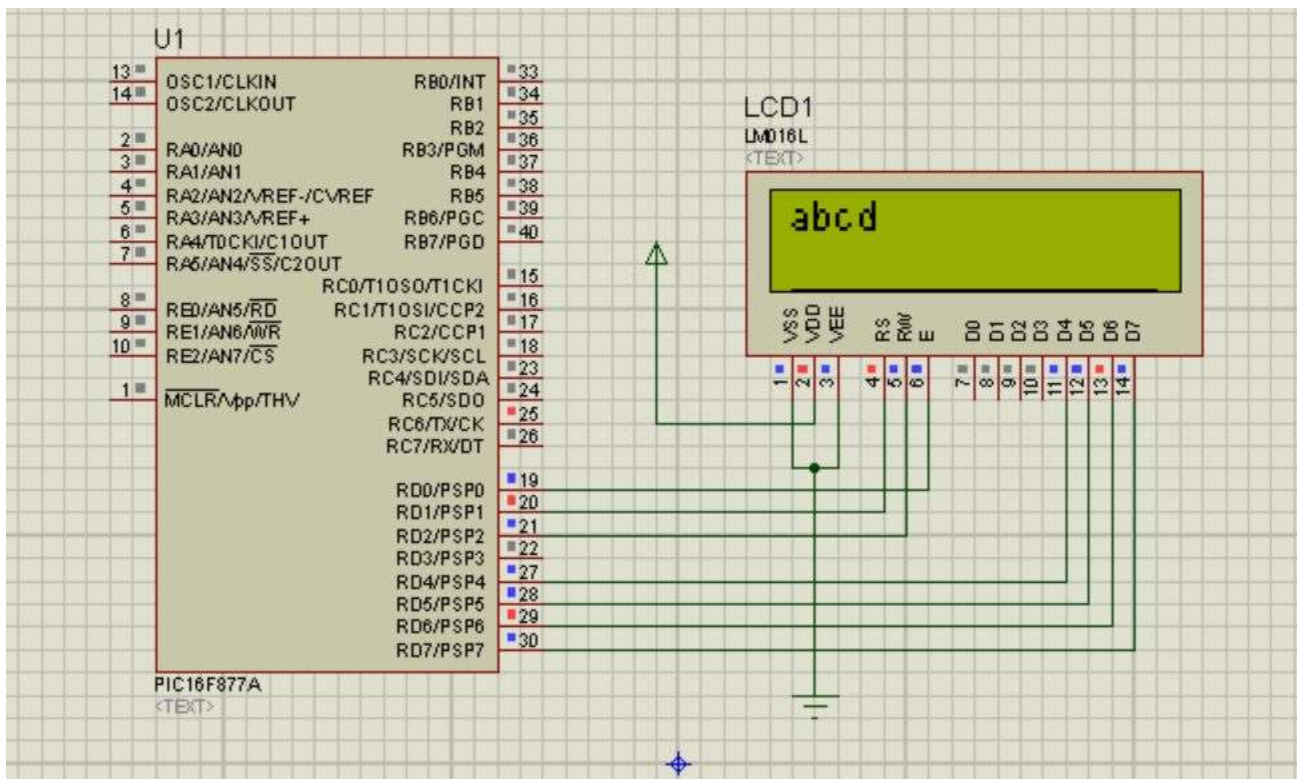 U1
13 OSC1/CLKIN RB0/INT 33
14 OSC2/CLKOUT RB1 34
RB2 35
2 RA0/AN0 RB3/PGM 36
3 RA1/AN1 RB4 37
4 RA2/AN2/VREF-/CVREF RB5 38
5 RA3/AN3/VREF+ RB6/PGC 39
6 RA4/T0CKI/C1OUT RB7/PGD 40
7 RA5/AN4/SS/C2OUT
RC0/T1OSO/T1CKI 15
8 RE0/AN5/RD RC1/T1OSI/CCP2 16
9 RE1/AN6/WR RC2/CCP1 17
10 RE2/AN7/CS RC3/SCK/SCL 18
RC4/SDI/SDA 23
1 MCLR/Vpp/THV RC5/SDO 24
RC6/TX/CK 25
RC7/RX/DT 26
RD0/PSP0 19
RD1/PSP1 20
RD2/PSP2 21
RD3/PSP3 22
RD4/PSP4 27
RD5/PSP5 28
RD6/PSP6 29
RD7/PSP7 30
PIC16F877A
<TEXT>
LCD1
LM016L
<TEXT>
abcd
VSS VDD VEE RS RW E D0 D1 D2 D3 D4 D5 D6 D7
1 2 3 4 5 6 7 8 9 10 11 12 13 14